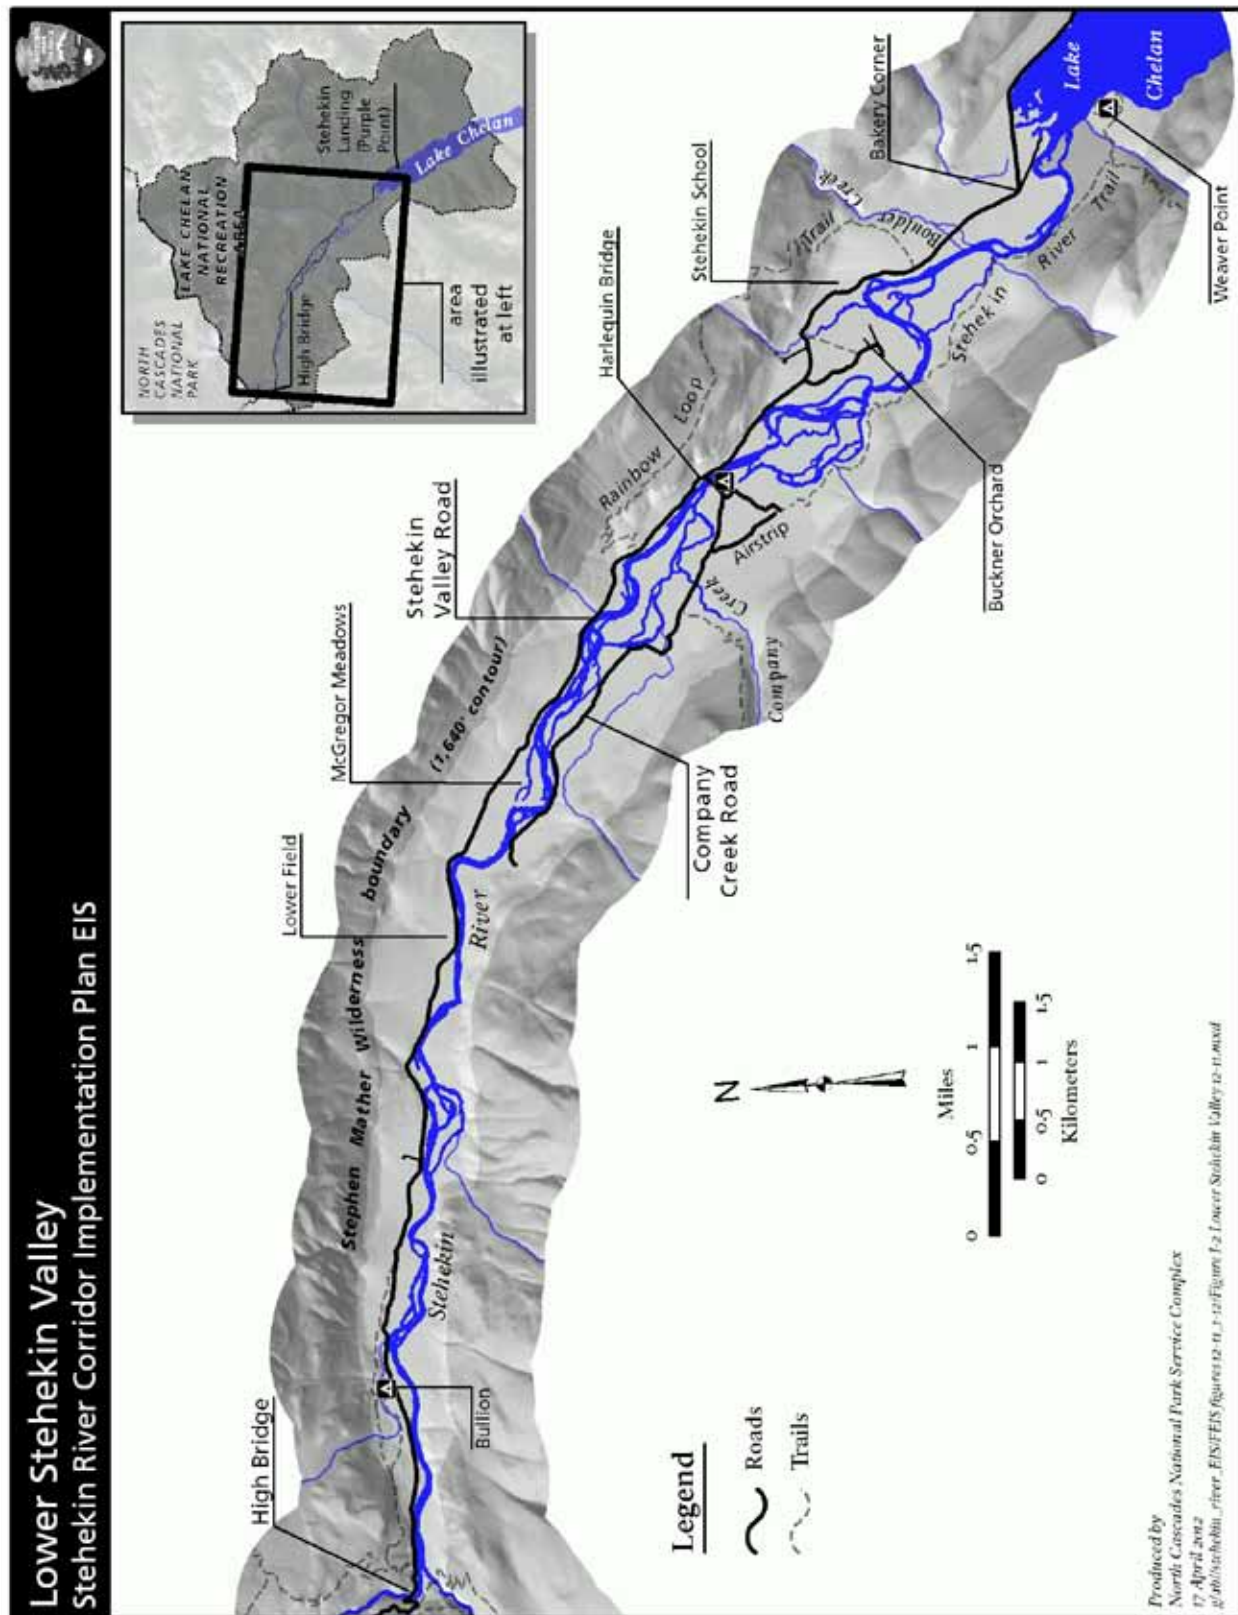 Lower Stehekin Valley
Stehekin River Corridor Implementation Plan EIS
NORTH
CASCADES
NATIONAL
PARK
LAKE CHELAN
NATIONAL
RECREATION
AREA
High Bridge
Stehekin
Landing
(Purple
Point)
Lake Chelan
area
illustrated
at left
High Bridge
Bullion
Stephen Mather Wilderness boundary (1,640' contour)
Stehekin River
Lower Field
McGregor Meadows
Stehekin
Valley Road
Company
Creek Road
Company Creek
Airstrip
Rainbow Loop Trail
Harlequin Bridge
Buckner Orchard
Stehekin School
Boulder Creek
Stehekin River Trail
Bakery Corner
Weaver Point
Lake
Chelan
Legend
Roads
Trails
N
Miles
0 0.5 1 1.5
0 0.5 1 1.5
Kilometers
Produced by
North Cascades National Park Service Complex
17 April 2012